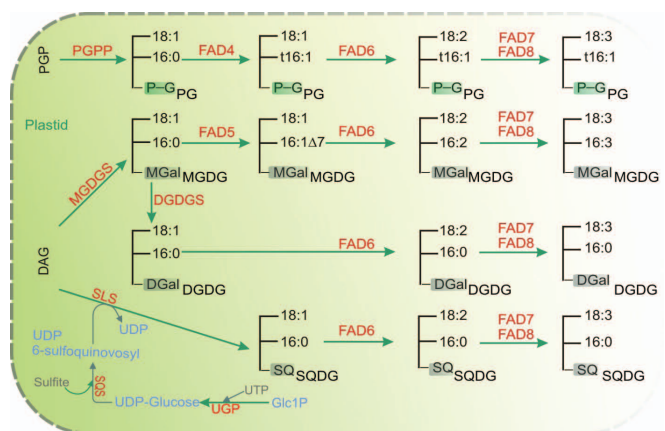 PGP
PGPP
18:1
16:0
P–G
PG
FAD4
18:1
t16:1
P–G
PG
FAD6
18:2
t16:1
P–G
PG
FAD7
FAD8
18:3
t16:1
P–G
PG
Plastid
18:1
16:0
MGal
MGDG
FAD5
18:1
16:1Δ7
MGal
MGDG
FAD6
18:2
16:2
MGal
MGDG
FAD7
FAD8
18:3
16:3
MGal
MGDG
MGDGS
DGDGS
DAG
18:1
16:0
DGal
DGDG
FAD6
18:2
16:0
DGal
DGDG
FAD7
FAD8
18:3
16:0
DGal
DGDG
SLS
18:1
16:0
SQ
SQDG
FAD6
18:2
16:0
SQ
SQDG
FAD7
FAD8
18:3
16:0
SQ
SQDG
UDP
UDP
6-sulfoquinovosyl
Sulfite
SQS
UDP-Glucose
UTP
UGP
Glc1P